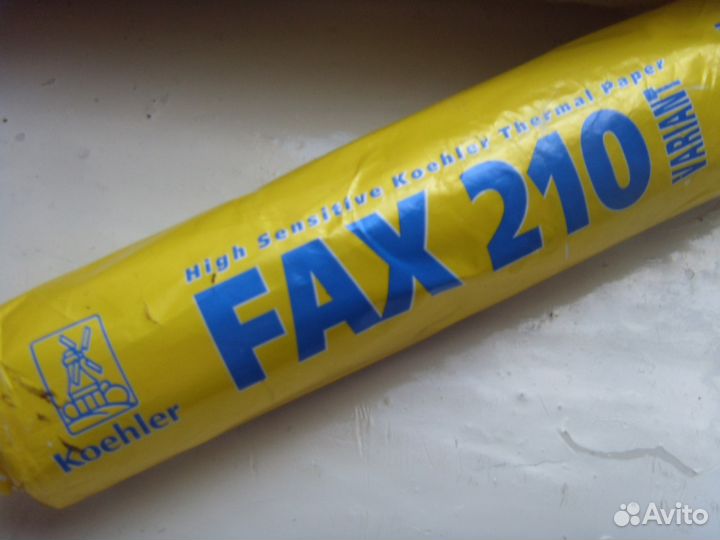 High Sensitive Koehler Thermal Paper
FAX 210
VARIANT
Koehler
Avito